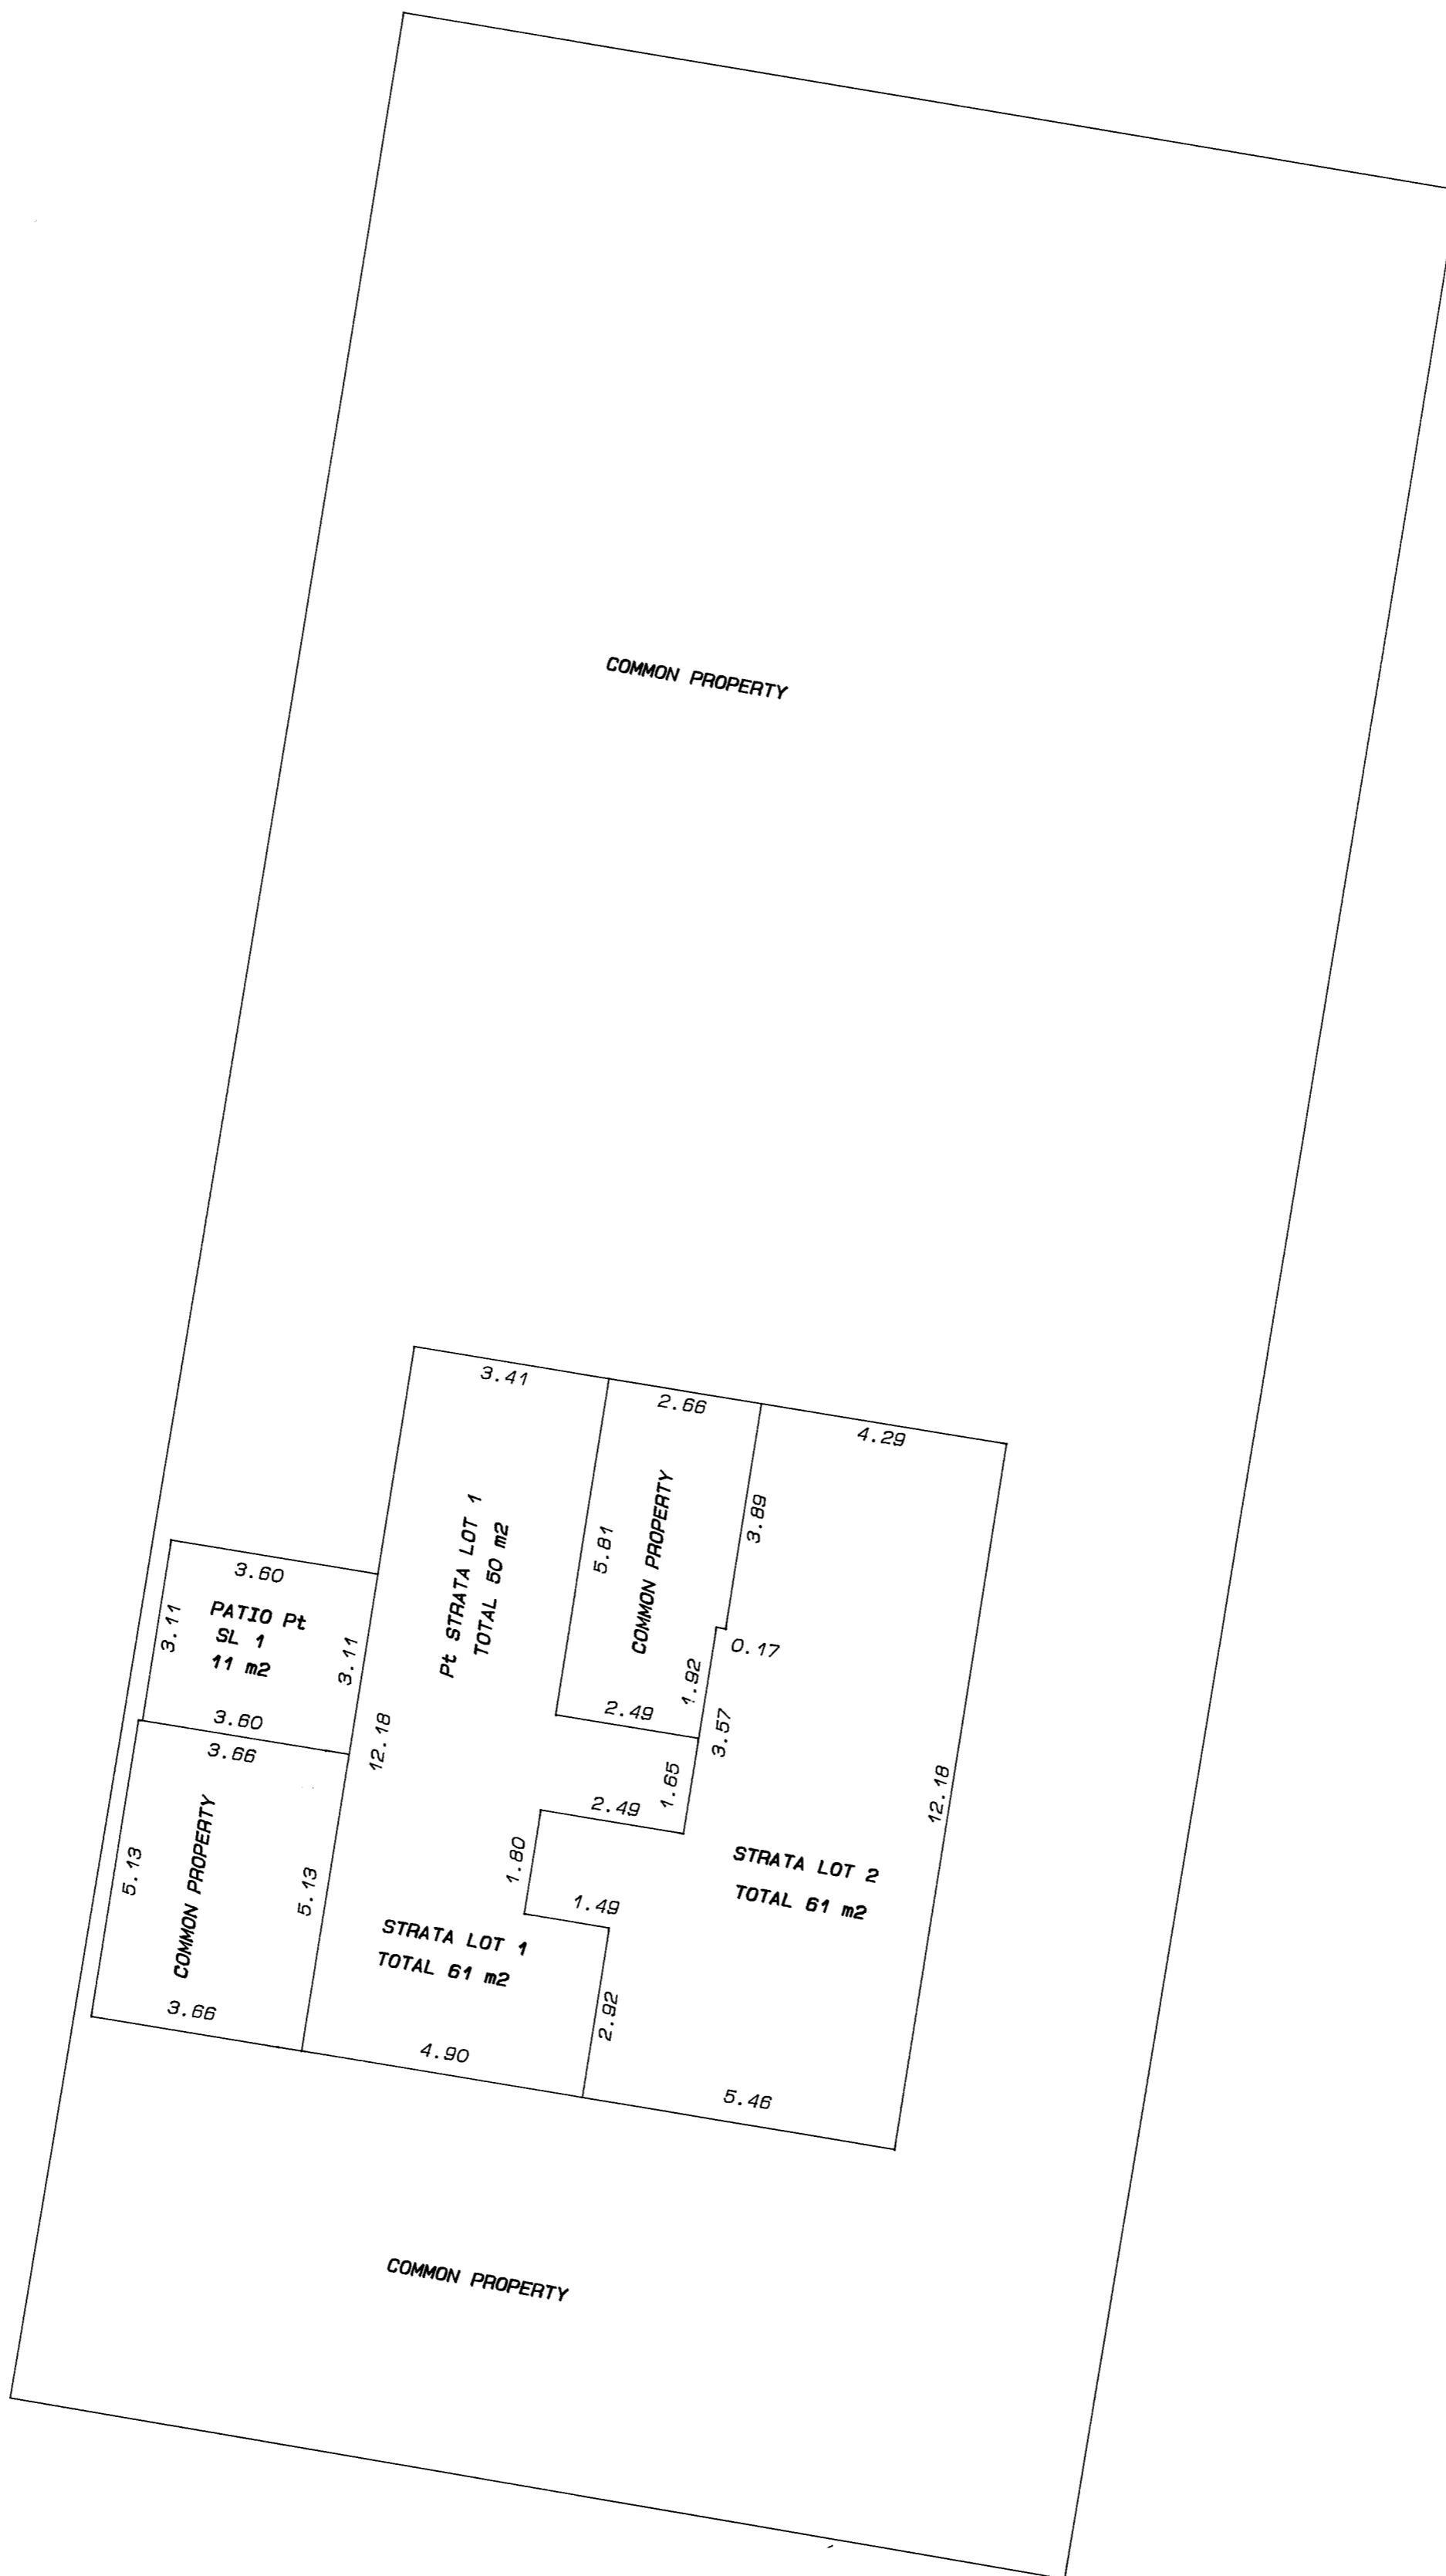 COMMON PROPERTY
3.41
2.66
4.29
3.89
5.81
COMMON PROPERTY
Pt STRATA LOT 1
TOTAL 50 m2
3.60
PATIO Pt
SL 1
11 m2
3.11
3.11
3.60
0.17
1.92
2.49
3.57
3.66
12.18
1.65
12.18
2.49
1.80
STRATA LOT 2
TOTAL 61 m2
5.13
COMMON PROPERTY
5.13
1.49
STRATA LOT 1
TOTAL 61 m2
2.92
3.66
4.90
5.46
COMMON PROPERTY